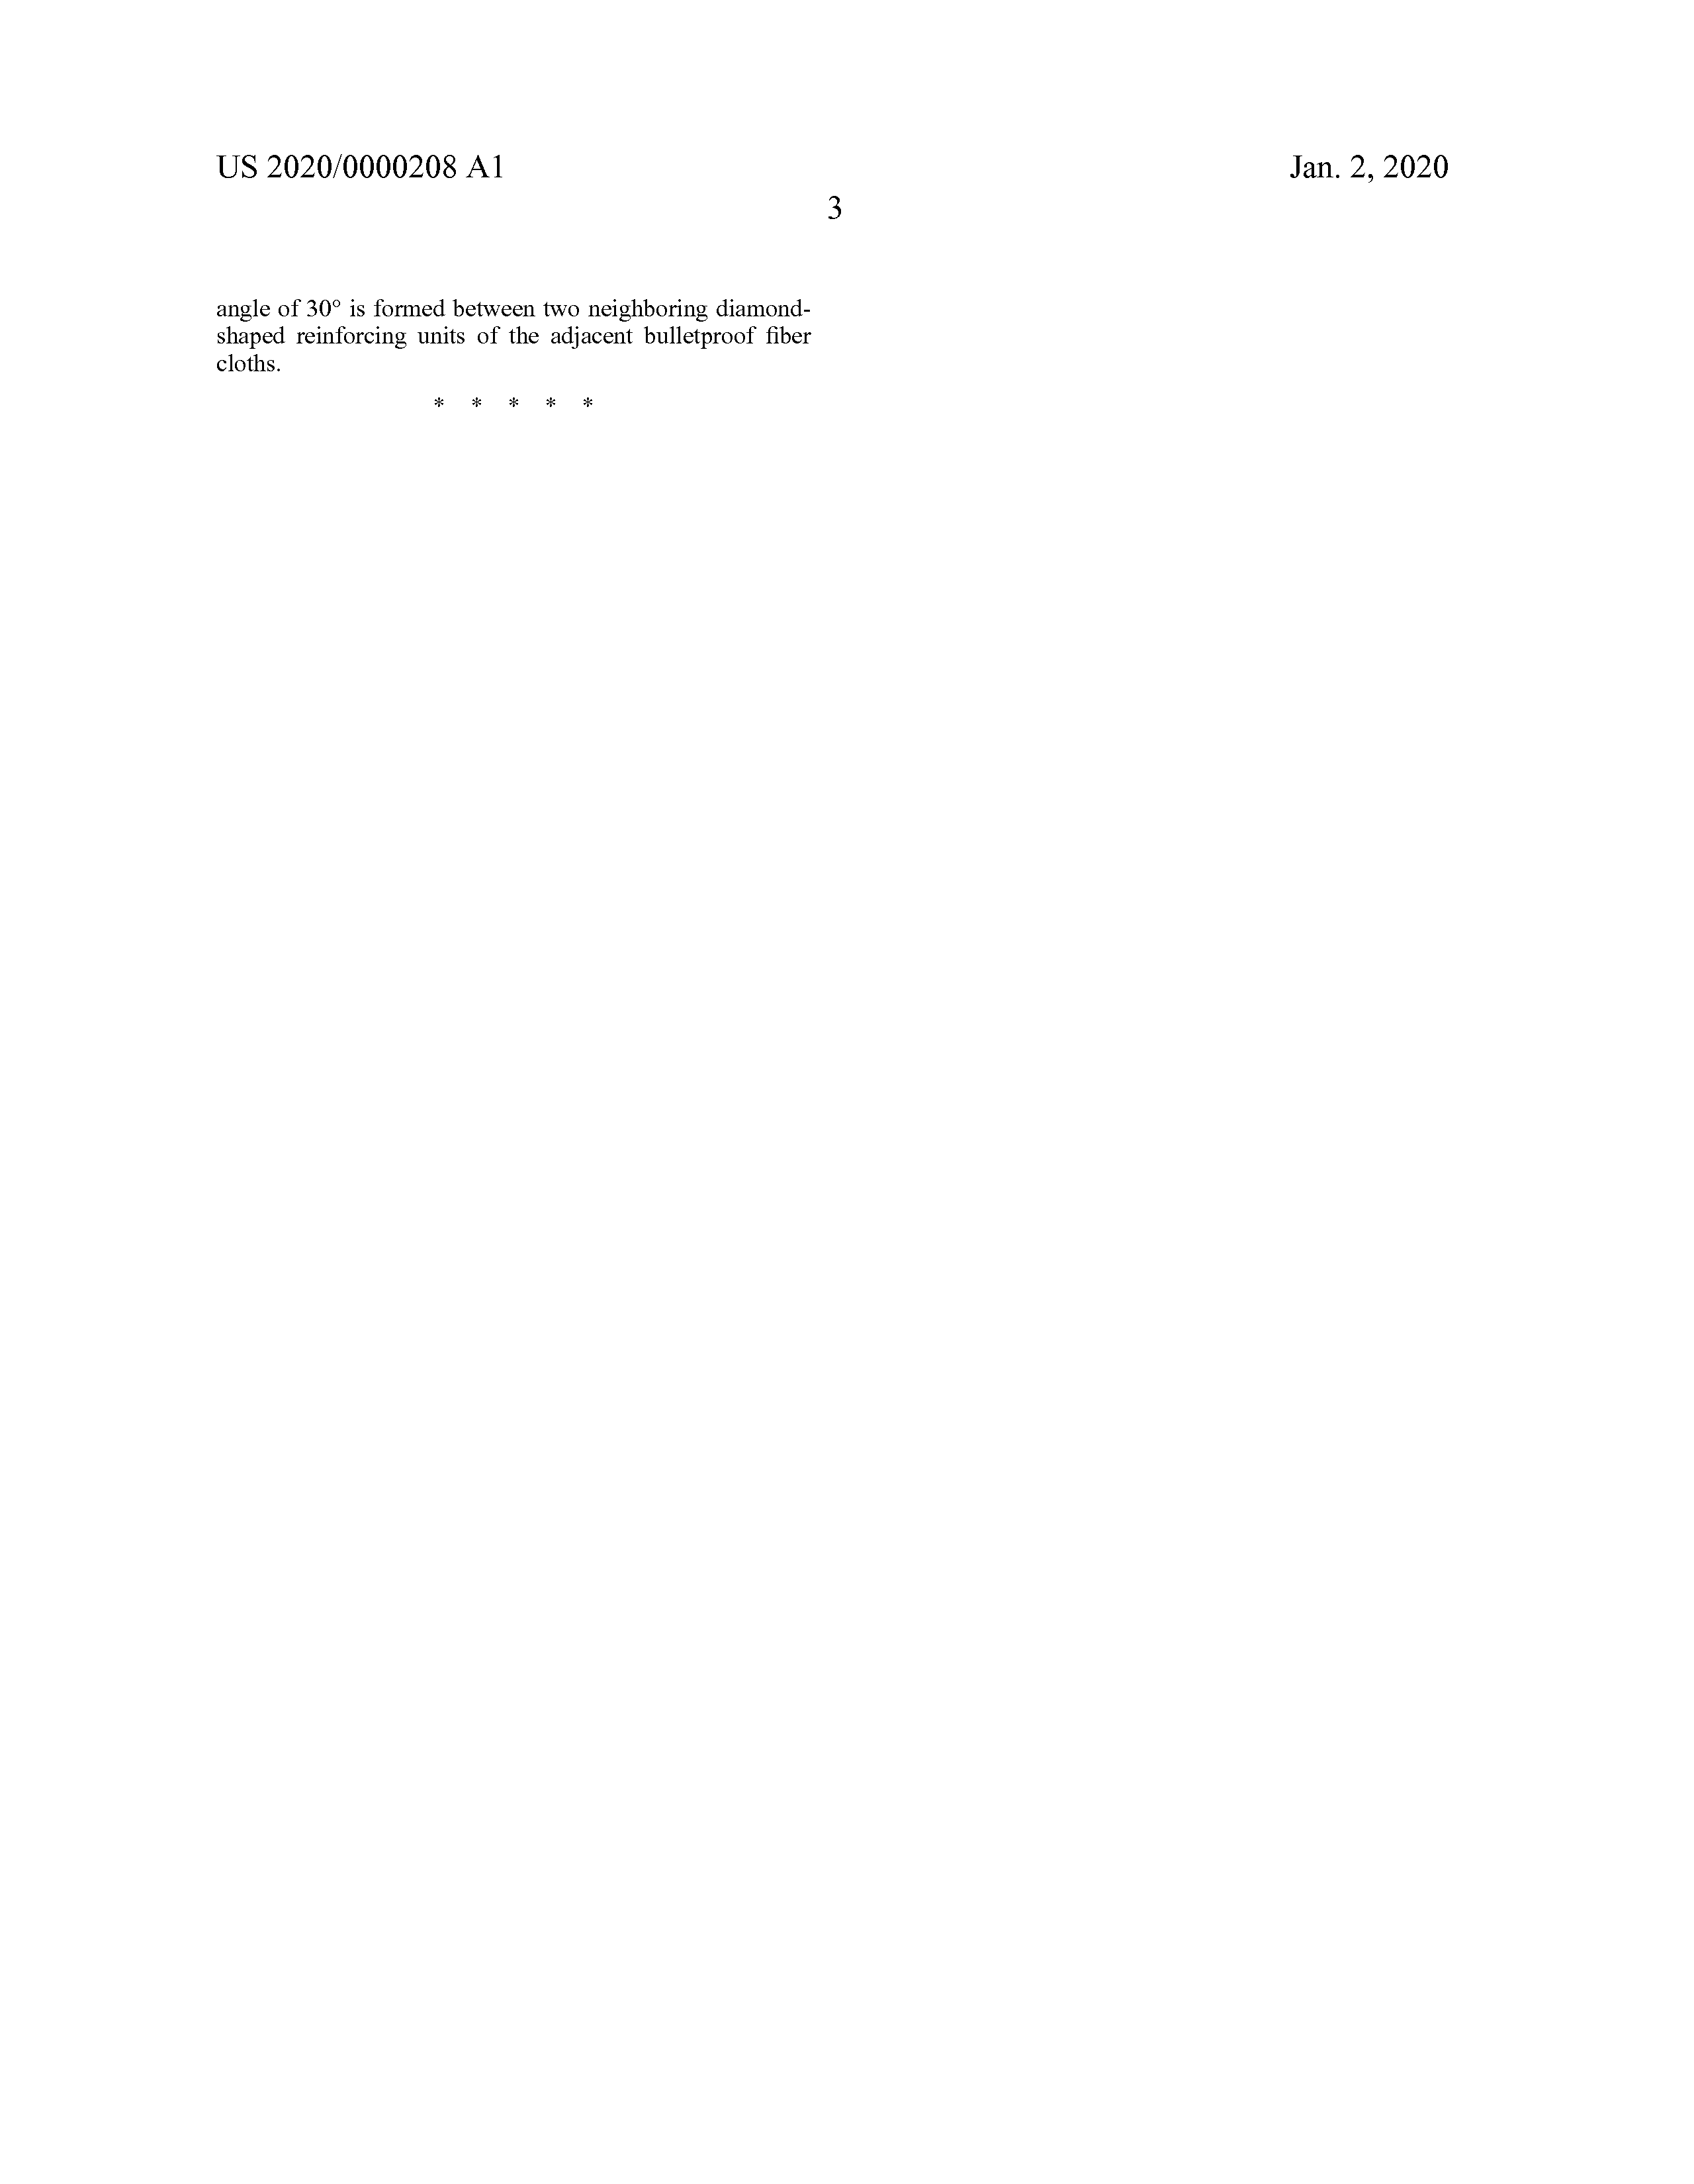 US 2020/0000208 A1
Jan. 2, 2020
3
angle of 30° is formed between two neighboring diamond-
shaped reinforcing units of the adjacent bulletproof fiber
cloths.
* * * * *